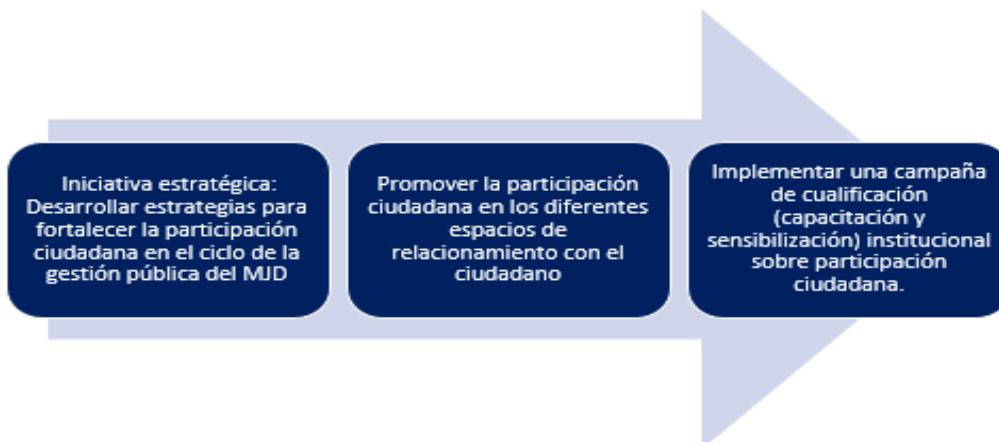 Iniciativa estratégica:
Desarrollar estrategias para
fortalecer la participación
ciudadana en el ciclo de la
gestión pública del MJD
Promover la participación
ciudadana en los diferentes
espacios de
relacionamiento con el
ciudadano
Implementar una campaña
de cualificación
(capacitación y
sensibilización) institucional
sobre participación
ciudadana.